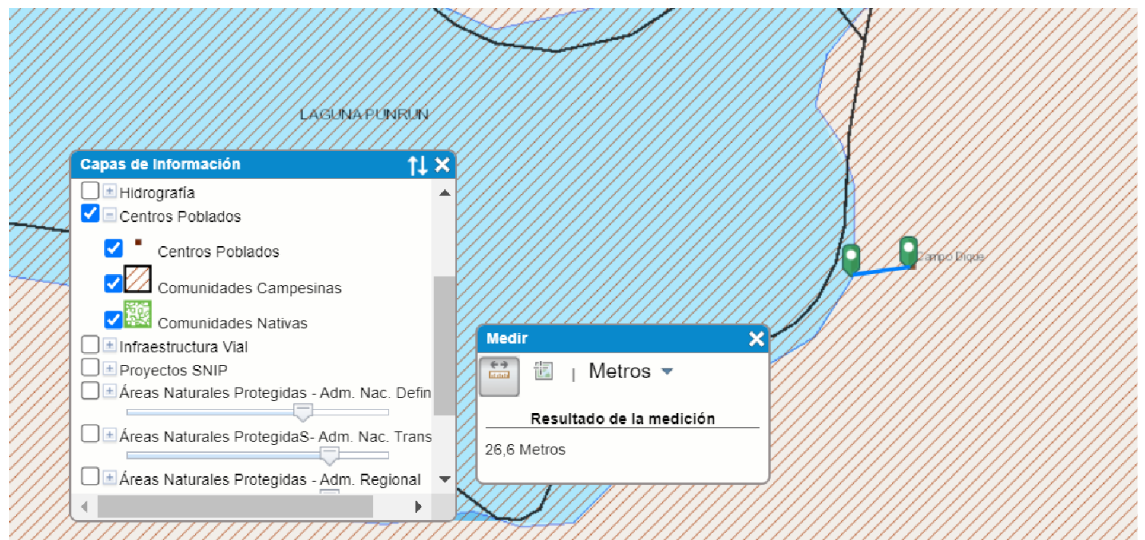 LAGUNA PUNRUN
Capas de Información
Hidrografía
Centros Poblados
Centros Poblados
Comunidades Campesinas
Comunidades Nativas
Infraestructura Vial
Proyectos SNIP
Áreas Naturales Protegidas - Adm. Nac. Defin
Áreas Naturales ProtegidaS- Adm. Nac. Trans
Áreas Naturales Protegidas - Adm. Regional
Campo Dique
Medir
Metros
Resultado de la medición
26,6 Metros